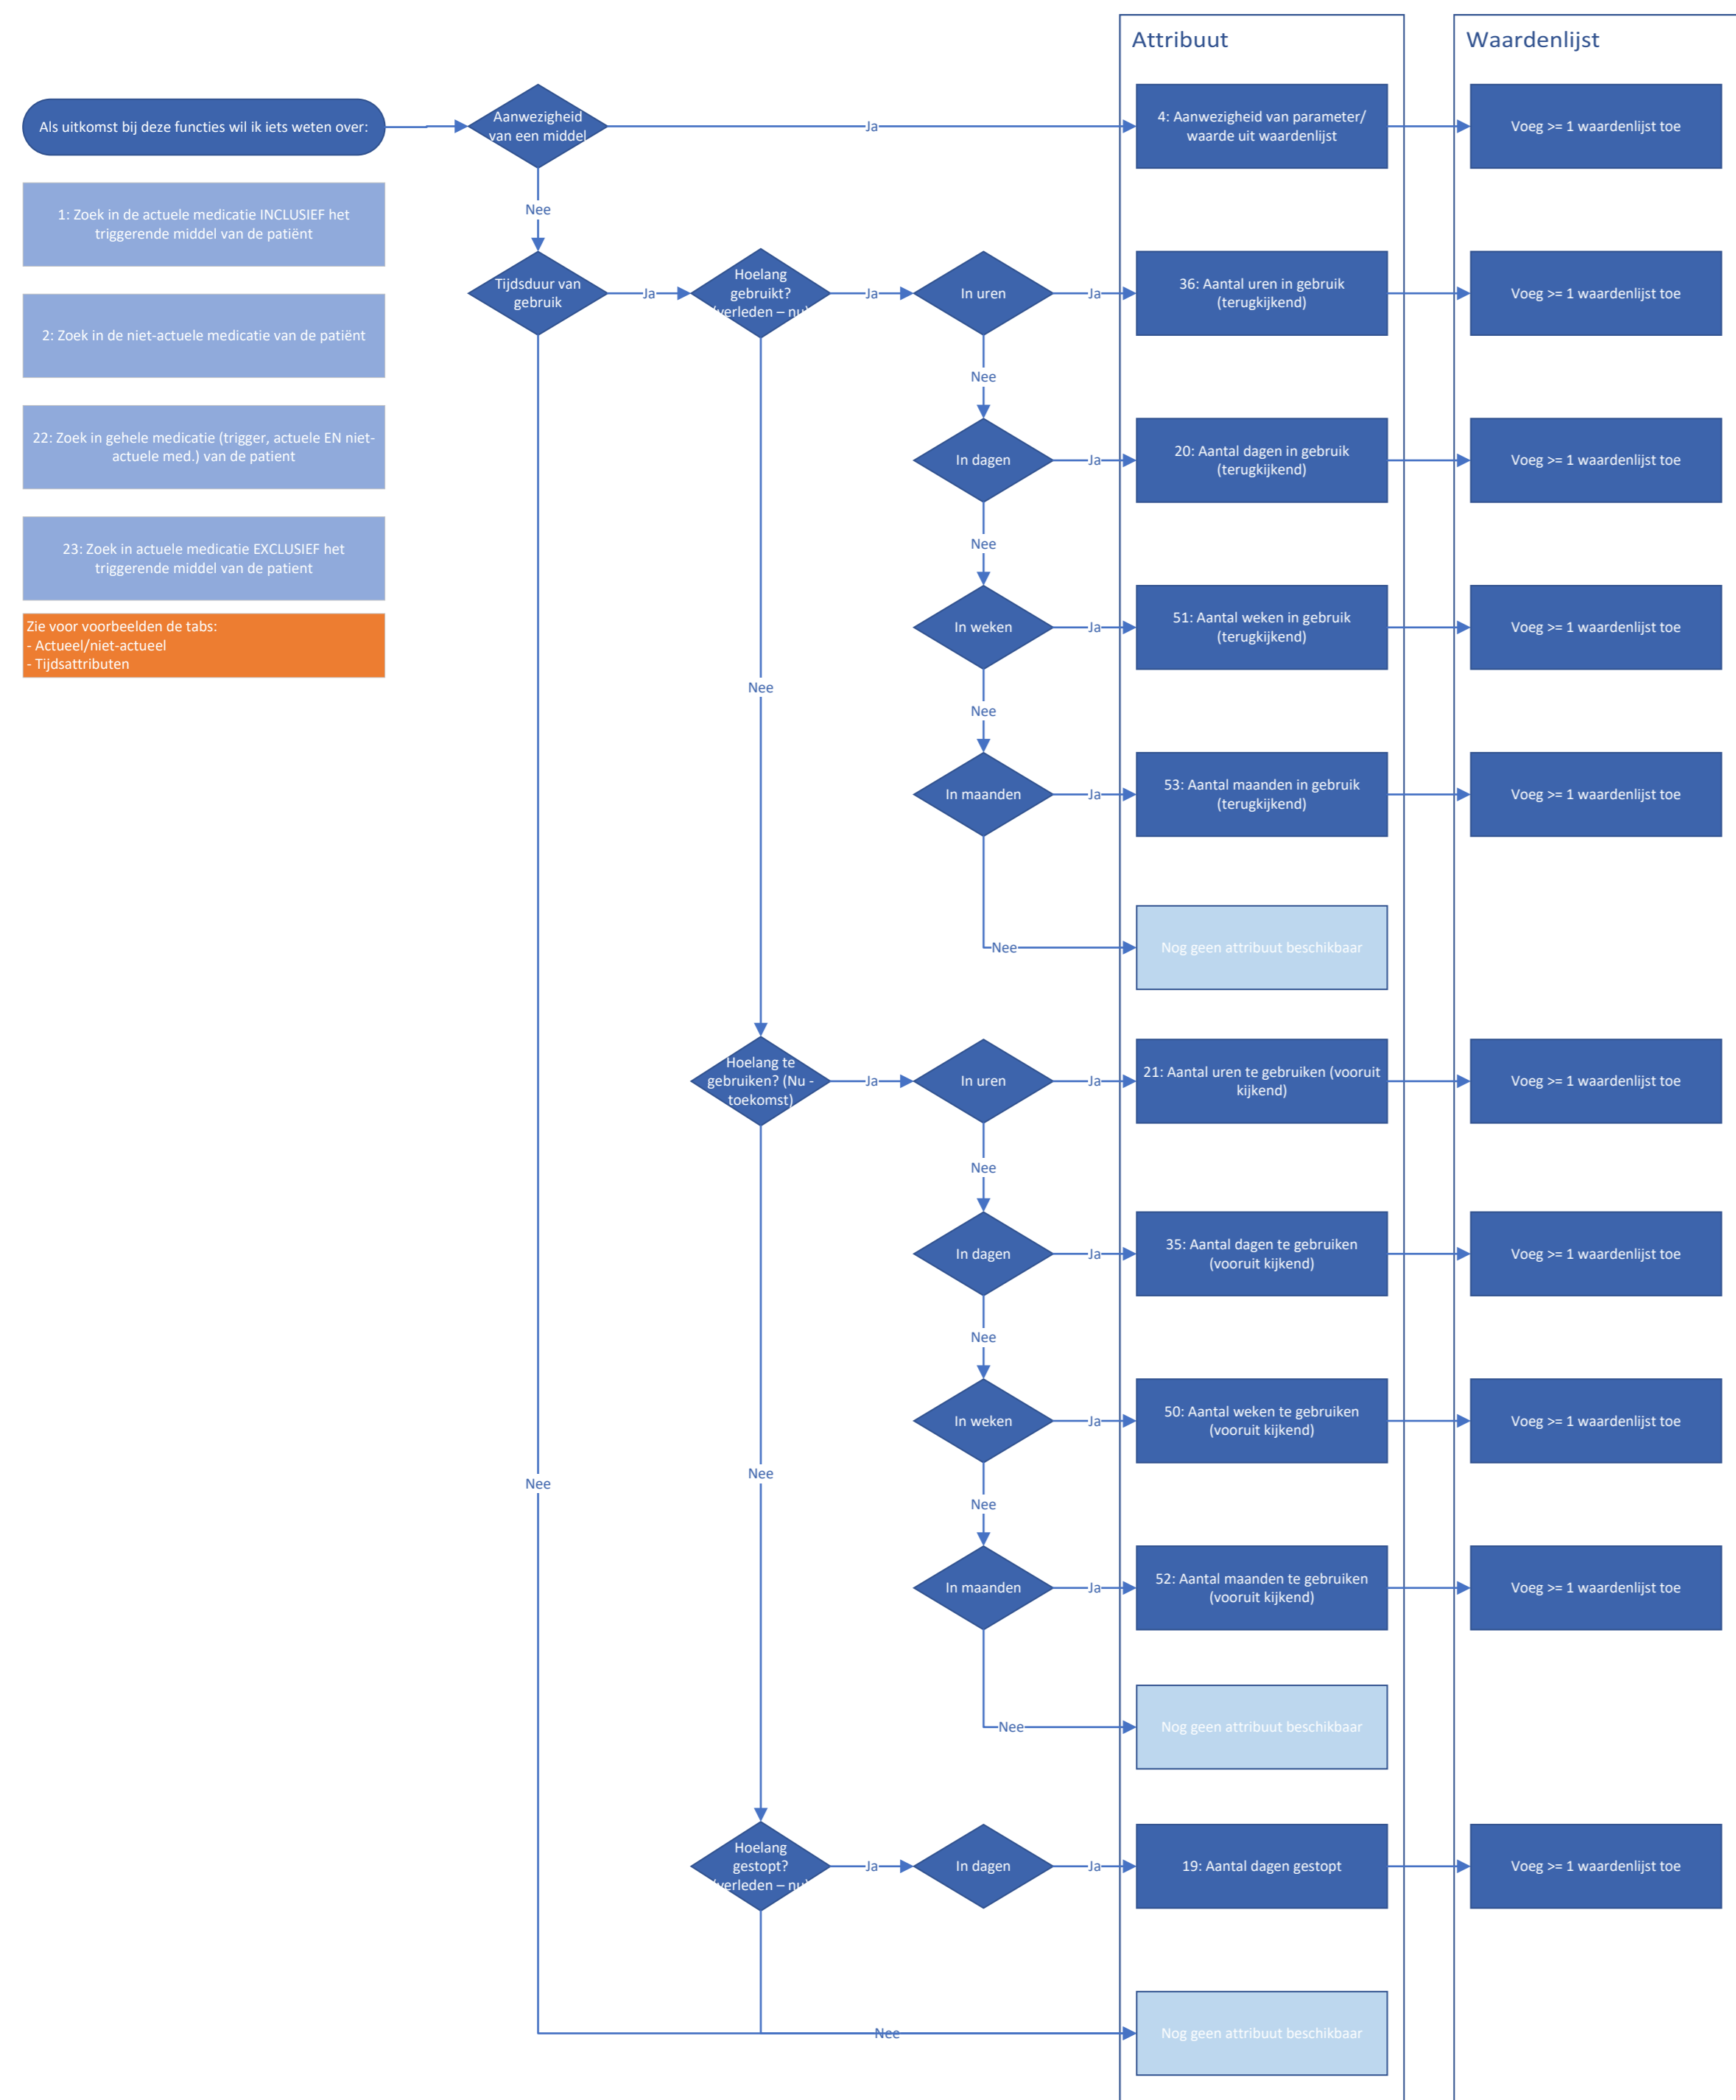 Attribuut
Waardenlijst
Als uitkomst bij deze functies wil ik iets weten over:
Aanwezigheid
van een middel
Ja
4: Aanwezigheid van parameter/
waarde uit waardenlijst
Voeg >= 1 waardenlijst toe
1: Zoek in de actuele medicatie INCLUSIEF het
triggerende middel van de patiënt
Nee
Tijdsduur van
gebruik
Ja
Hoelang
gebruikt?
(verleden – nu)
Ja
In uren
Ja
36: Aantal uren in gebruik
(terugkijkend)
Voeg >= 1 waardenlijst toe
2: Zoek in de niet-actuele medicatie van de patiënt
Nee
22: Zoek in gehele medicatie (trigger, actuele EN niet-
actuele med.) van de patient
In dagen
Ja
20: Aantal dagen in gebruik
(terugkijkend)
Voeg >= 1 waardenlijst toe
Nee
23: Zoek in actuele medicatie EXCLUSIEF het
triggerende middel van de patient
Zie voor voorbeelden de tabs:
- Actueel/niet-actueel
- Tijdsattributen
In weken
Ja
51: Aantal weken in gebruik
(terugkijkend)
Voeg >= 1 waardenlijst toe
Nee
Nee
In maanden
Ja
53: Aantal maanden in gebruik
(terugkijkend)
Voeg >= 1 waardenlijst toe
Nee
Nog geen attribuut beschikbaar
Hoelang te
gebruiken? (Nu -
toekomst)
Ja
In uren
Ja
21: Aantal uren te gebruiken (vooruit
kijkend)
Voeg >= 1 waardenlijst toe
Nee
In dagen
Ja
35: Aantal dagen te gebruiken
(vooruit kijkend)
Voeg >= 1 waardenlijst toe
Nee
In weken
Ja
50: Aantal weken te gebruiken
(vooruit kijkend)
Voeg >= 1 waardenlijst toe
Nee
Nee
Nee
In maanden
Ja
52: Aantal maanden te gebruiken
(vooruit kijkend)
Voeg >= 1 waardenlijst toe
Nee
Nog geen attribuut beschikbaar
Hoelang
gestopt?
(verleden – nu)
Ja
In dagen
Ja
19: Aantal dagen gestopt
Voeg >= 1 waardenlijst toe
Nee
Nog geen attribuut beschikbaar